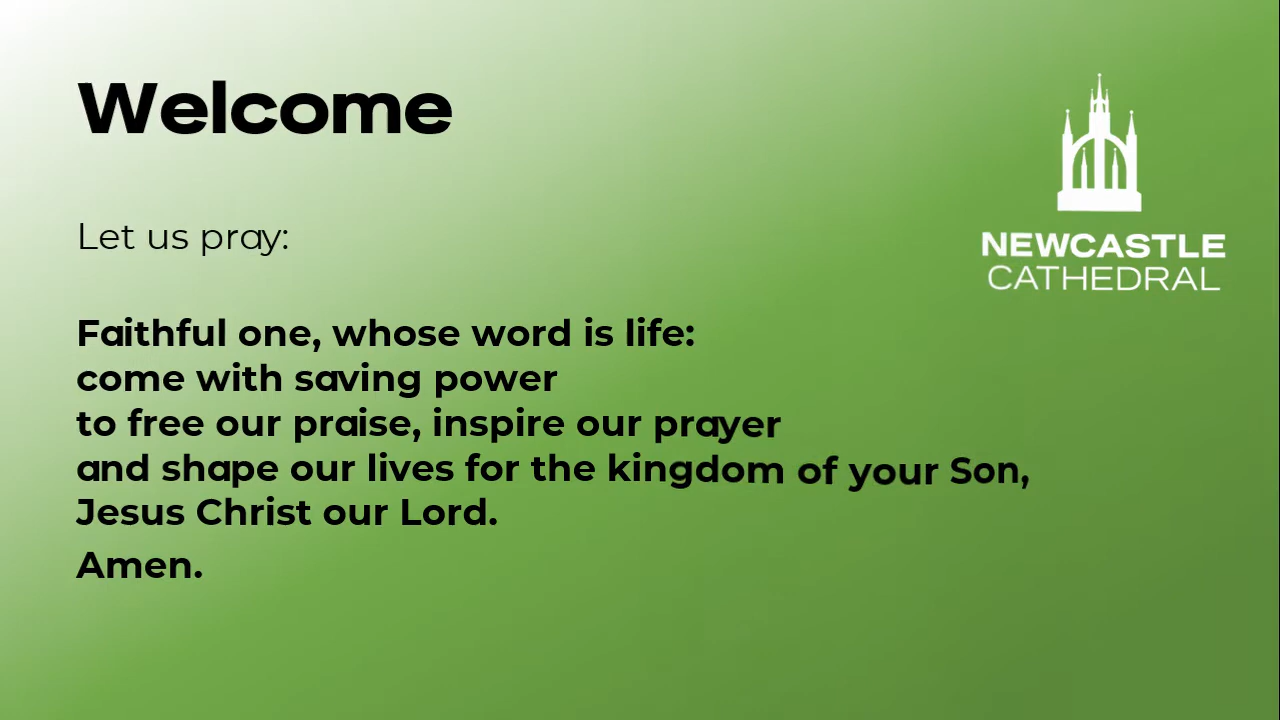 Welcome
Let us pray:
Faithful one, whose word is life:
come with saving power
to free our praise, inspire our prayer
and shape our lives for the kingdom of your Son,
Jesus Christ our Lord.
Amen.
NEWCASTLE
CATHEDRAL